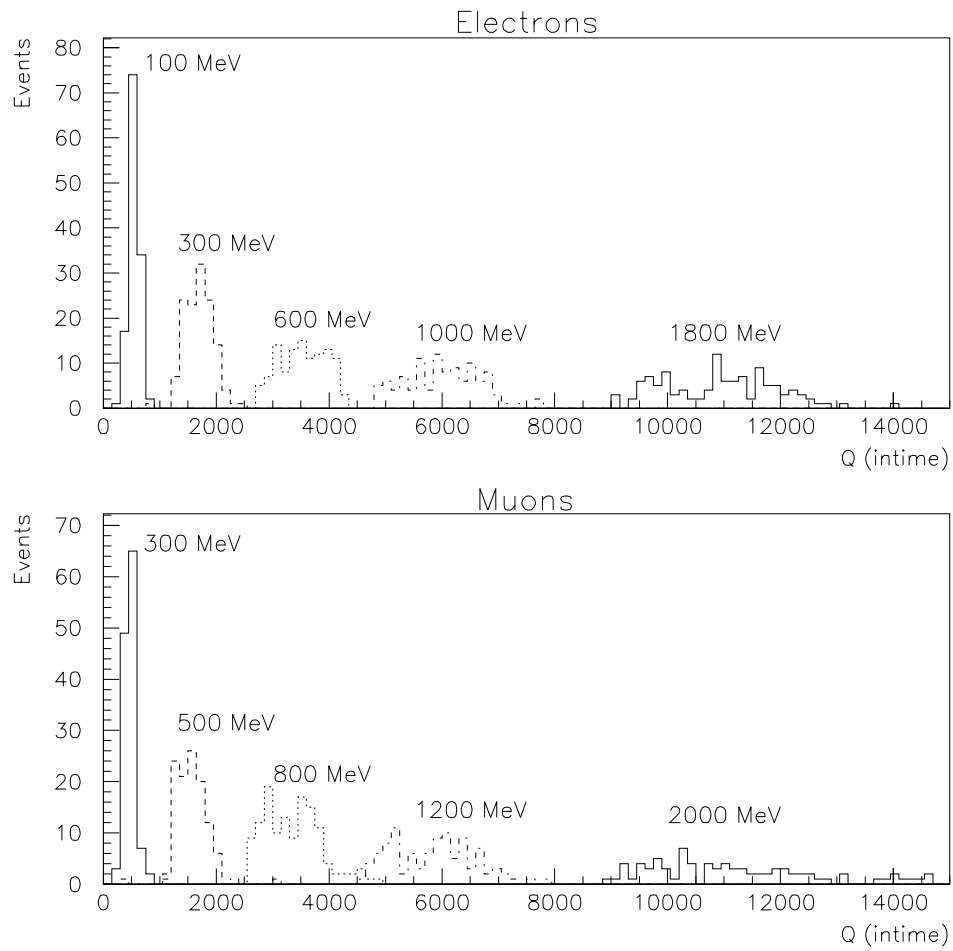 Electrons
Events
80
70
60
50
40
30
20
10
0
100 MeV
300 MeV
600 MeV
1000 MeV
1800 MeV
0 2000 4000 6000 8000 10000 12000 14000
Q (intime)
Muons
Events
70
60
50
40
30
20
10
0
300 MeV
500 MeV
800 MeV
1200 MeV
2000 MeV
0 2000 4000 6000 8000 10000 12000 14000
Q (intime)